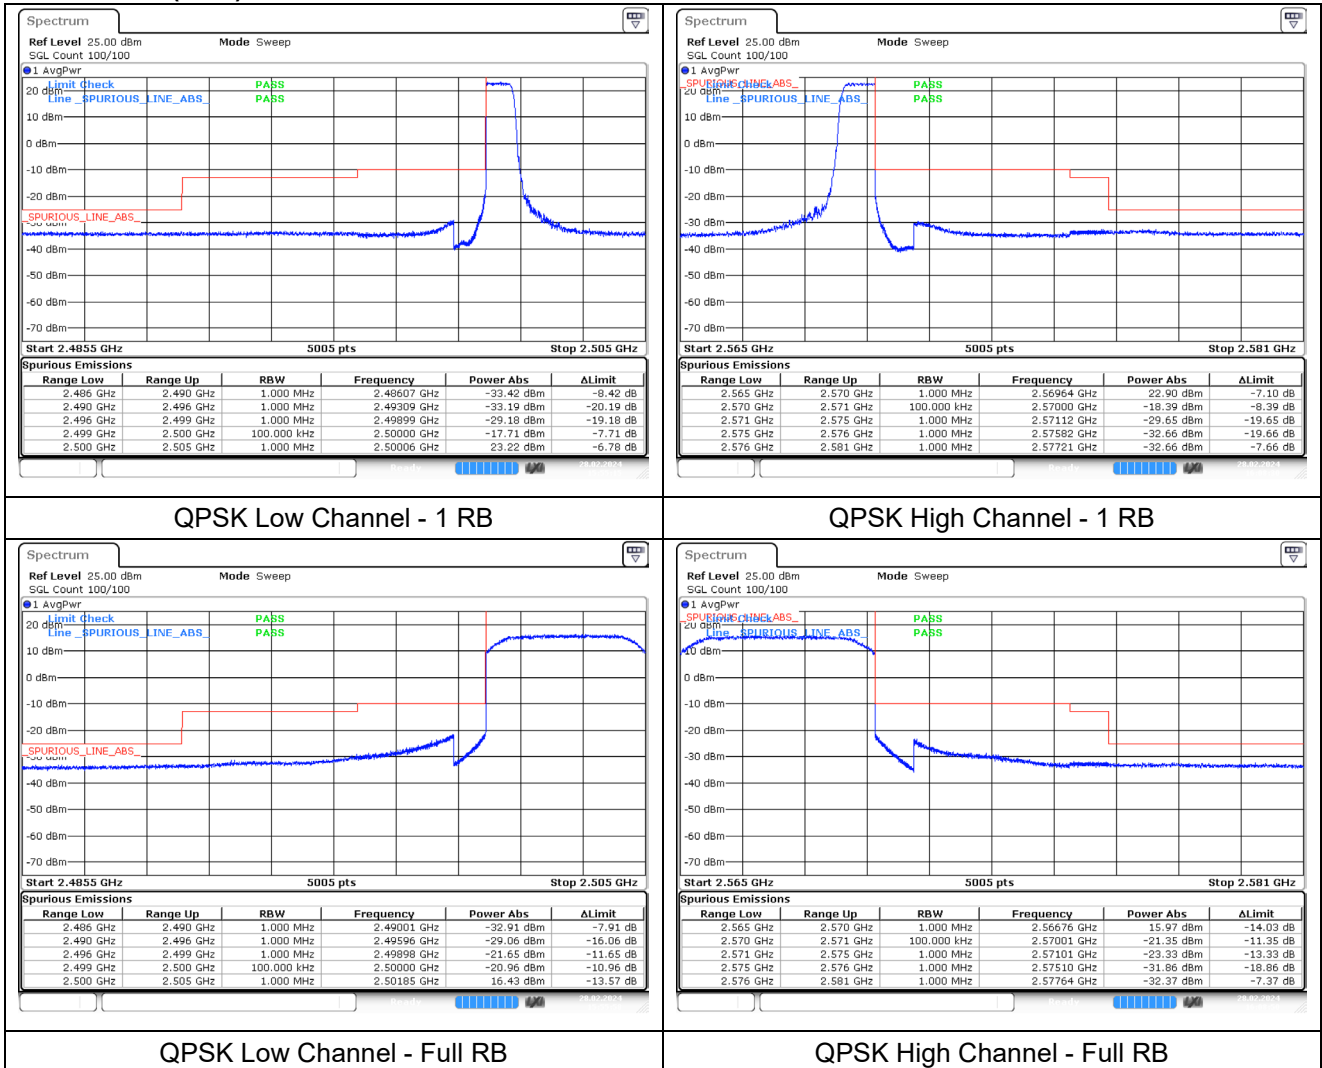 Spectrum
Ref Level 25.00 dBm Mode Sweep
SGL Count 100/100
1 AvgPwr
Limit Check PASS
20 dBm
Line _SPURIOUS_LINE_ABS_ PASS
10 dBm
0 dBm
-10 dBm
-20 dBm
_SPURIOUS_LINE_ABS_
-30 dBm
-40 dBm
-50 dBm
-60 dBm
-70 dBm
Start 2.4855 GHz 5005 pts Stop 2.505 GHz
Spurious Emissions
Range Low Range Up RBW Frequency Power Abs ΔLimit
2.486 GHz 2.490 GHz 1.000 MHz 2.48607 GHz -33.42 dBm -8.42 dB
2.490 GHz 2.496 GHz 1.000 MHz 2.49309 GHz -33.19 dBm -20.19 dB
2.496 GHz 2.499 GHz 1.000 MHz 2.49899 GHz -29.18 dBm -19.18 dB
2.499 GHz 2.500 GHz 100.000 kHz 2.50000 GHz -17.71 dBm -7.71 dB
2.500 GHz 2.505 GHz 1.000 MHz 2.50006 GHz 23.22 dBm -6.78 dB
28.02.2024
QPSK Low Channel - 1 RB
Spectrum
Ref Level 25.00 dBm Mode Sweep
SGL Count 100/100
1 AvgPwr
_SPURIOUS_LINE_ABS_
Limit Check PASS
20 dBm
Line _SPURIOUS_LINE_ABS_ PASS
10 dBm
0 dBm
-10 dBm
-20 dBm
-30 dBm
-40 dBm
-50 dBm
-60 dBm
-70 dBm
Start 2.565 GHz 5005 pts Stop 2.581 GHz
Spurious Emissions
Range Low Range Up RBW Frequency Power Abs ΔLimit
2.565 GHz 2.570 GHz 1.000 MHz 2.56964 GHz 22.90 dBm -7.10 dB
2.570 GHz 2.571 GHz 100.000 kHz 2.57000 GHz -18.39 dBm -8.39 dB
2.571 GHz 2.575 GHz 1.000 MHz 2.57112 GHz -29.65 dBm -19.65 dB
2.575 GHz 2.576 GHz 1.000 MHz 2.57582 GHz -32.66 dBm -19.66 dB
2.576 GHz 2.581 GHz 1.000 MHz 2.57721 GHz -32.66 dBm -7.66 dB
28.02.2024
QPSK High Channel - 1 RB
Spectrum
Ref Level 25.00 dBm Mode Sweep
SGL Count 100/100
1 AvgPwr
Limit Check PASS
20 dBm
Line _SPURIOUS_LINE_ABS_ PASS
10 dBm
0 dBm
-10 dBm
-20 dBm
_SPURIOUS_LINE_ABS_
-30 dBm
-40 dBm
-50 dBm
-60 dBm
-70 dBm
Start 2.4855 GHz 5005 pts Stop 2.505 GHz
Spurious Emissions
Range Low Range Up RBW Frequency Power Abs ΔLimit
2.486 GHz 2.490 GHz 1.000 MHz 2.49001 GHz -32.91 dBm -7.91 dB
2.490 GHz 2.496 GHz 1.000 MHz 2.49596 GHz -29.06 dBm -16.06 dB
2.496 GHz 2.499 GHz 1.000 MHz 2.49898 GHz -21.65 dBm -11.65 dB
2.499 GHz 2.500 GHz 100.000 kHz 2.50000 GHz -20.96 dBm -10.96 dB
2.500 GHz 2.505 GHz 1.000 MHz 2.50185 GHz 16.43 dBm -13.57 dB
28.02.2024
QPSK Low Channel - Full RB
Spectrum
Ref Level 25.00 dBm Mode Sweep
SGL Count 100/100
1 AvgPwr
_SPURIOUS_LINE_ABS_
Limit Check PASS
20 dBm
Line _SPURIOUS_LINE_ABS_ PASS
10 dBm
0 dBm
-10 dBm
-20 dBm
-30 dBm
-40 dBm
-50 dBm
-60 dBm
-70 dBm
Start 2.565 GHz 5005 pts Stop 2.581 GHz
Spurious Emissions
Range Low Range Up RBW Frequency Power Abs ΔLimit
2.565 GHz 2.570 GHz 1.000 MHz 2.56676 GHz 15.97 dBm -14.03 dB
2.570 GHz 2.571 GHz 100.000 kHz 2.57001 GHz -21.35 dBm -11.35 dB
2.571 GHz 2.575 GHz 1.000 MHz 2.57101 GHz -23.33 dBm -13.33 dB
2.575 GHz 2.576 GHz 1.000 MHz 2.57510 GHz -31.86 dBm -18.86 dB
2.576 GHz 2.581 GHz 1.000 MHz 2.57764 GHz -32.37 dBm -7.37 dB
28.02.2024
QPSK High Channel - Full RB